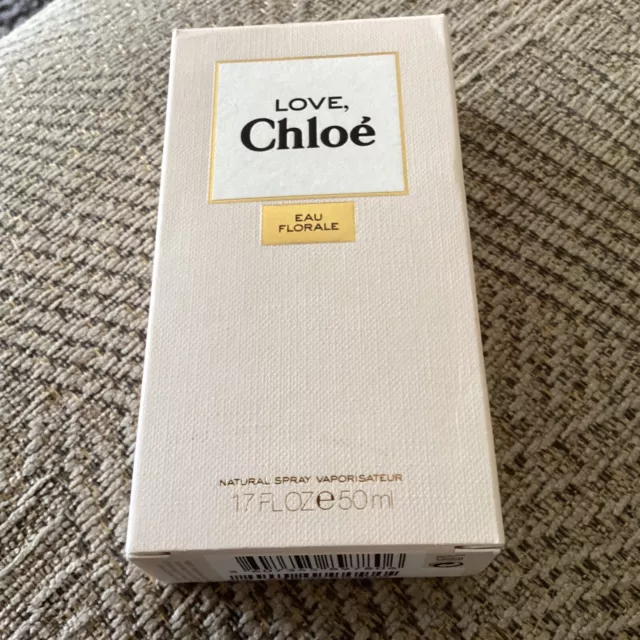 LOVE,
Chloé
EAU
FLORALE
NATURAL SPRAY VAPORISATEUR
1.7 FL.OZ ℮ 50 ml